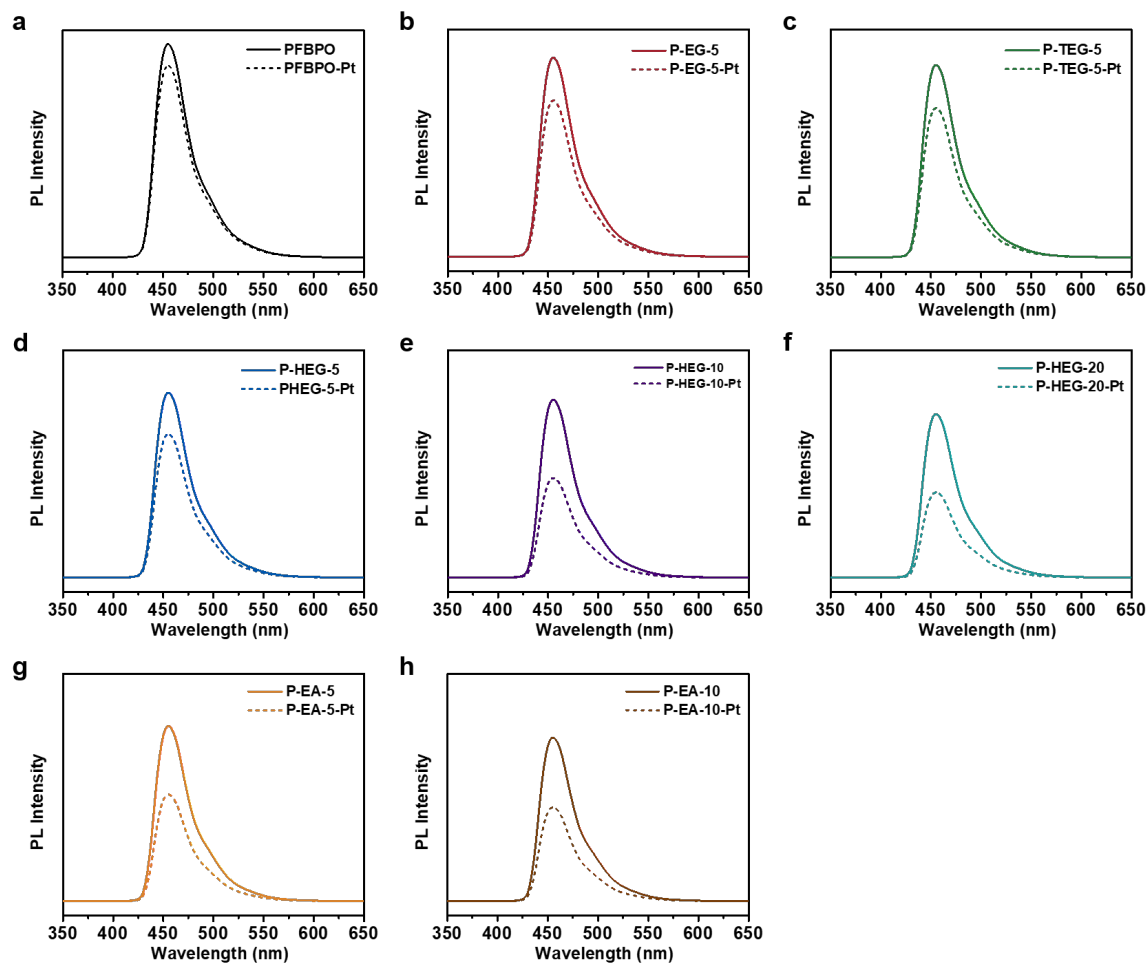 a
PFBPO
PFBPO-Pt
PL Intensity
350 400 450 500 550 600 650
Wavelength (nm)
b
P-EG-5
P-EG-5-Pt
PL Intensity
350 400 450 500 550 600 650
Wavelength (nm)
c
P-TEG-5
P-TEG-5-Pt
PL Intensity
350 400 450 500 550 600 650
Wavelength (nm)
d
P-HEG-5
PHEG-5-Pt
PL Intensity
350 400 450 500 550 600 650
Wavelength (nm)
e
P-HEG-10
P-HEG-10-Pt
PL Intensity
350 400 450 500 550 600 650
Wavelength (nm)
f
P-HEG-20
P-HEG-20-Pt
PL Intensity
350 400 450 500 550 600 650
Wavelength (nm)
g
P-EA-5
P-EA-5-Pt
PL Intensity
350 400 450 500 550 600 650
Wavelength (nm)
h
P-EA-10
P-EA-10-Pt
PL Intensity
350 400 450 500 550 600 650
Wavelength (nm)